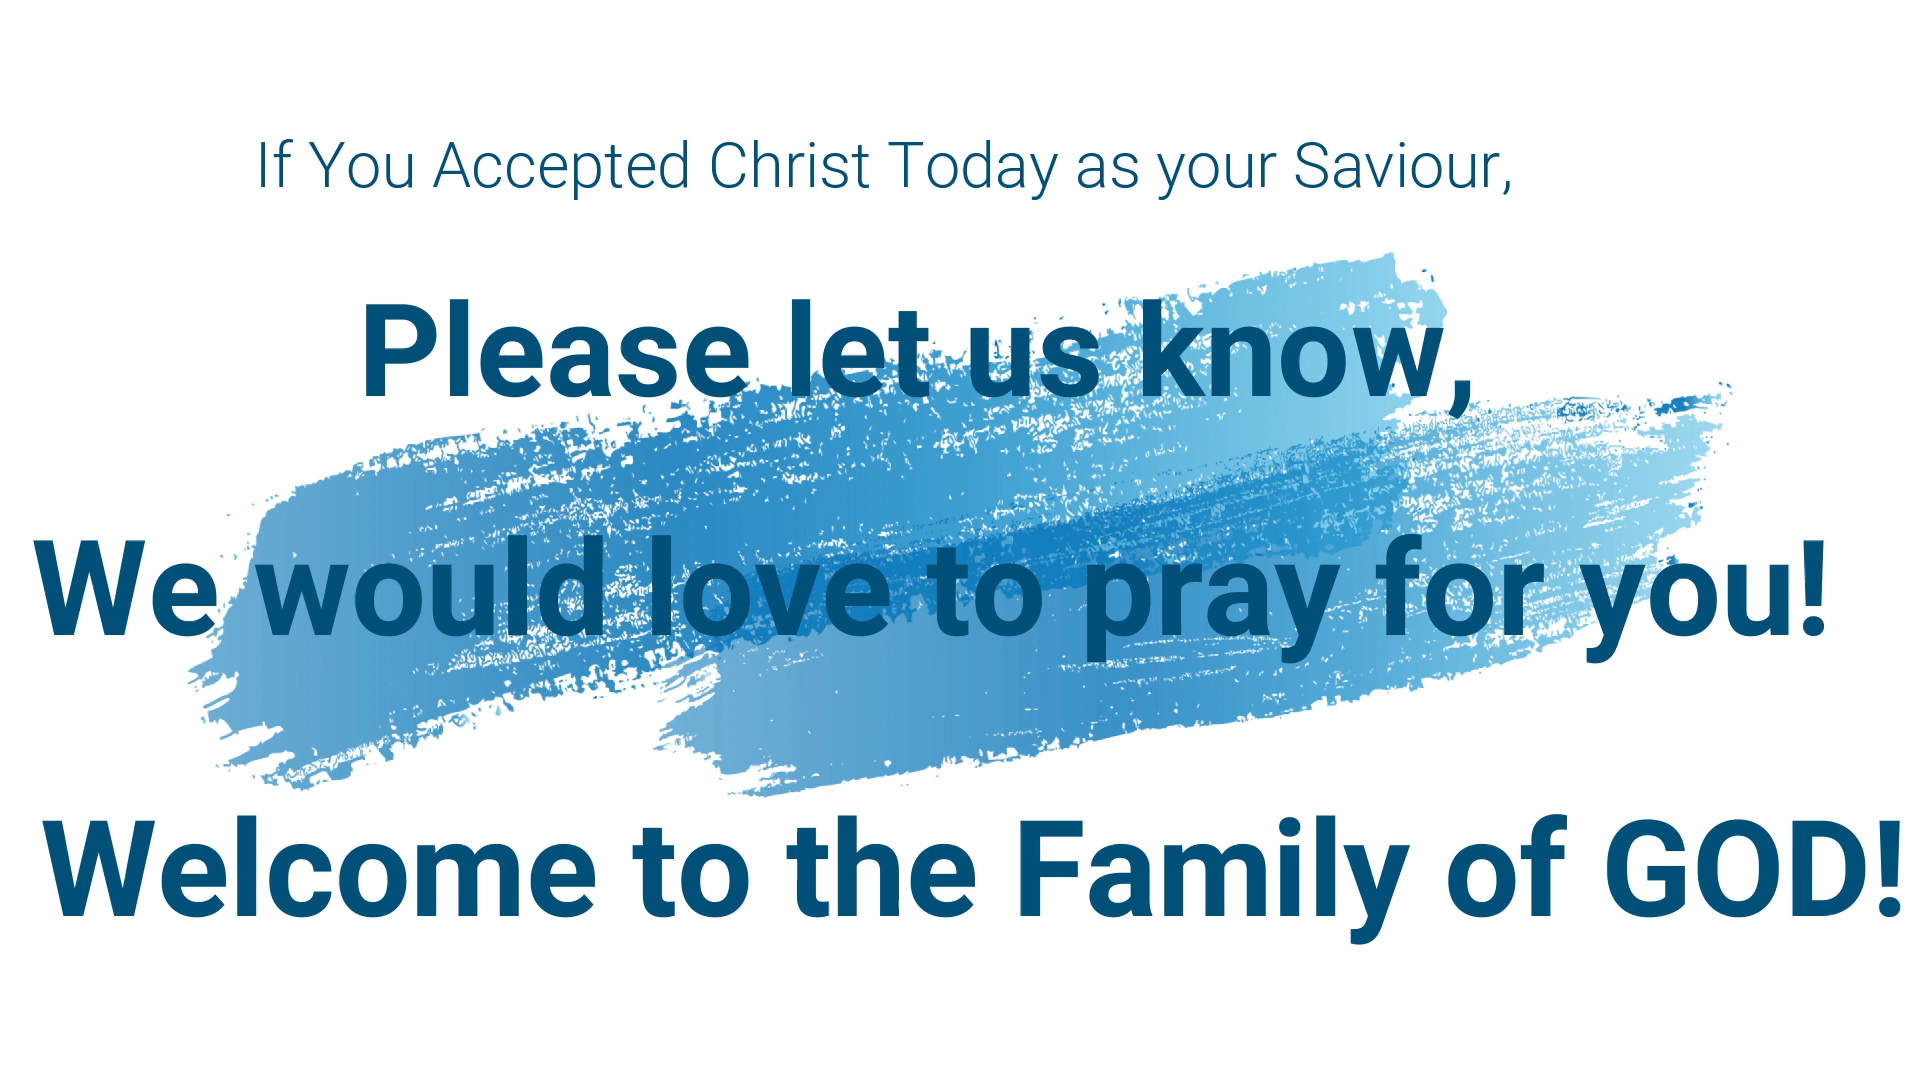 If You Accepted Christ Today as your Saviour,
Please let us know,
We would love to pray for you!
Welcome to the Family of GOD!